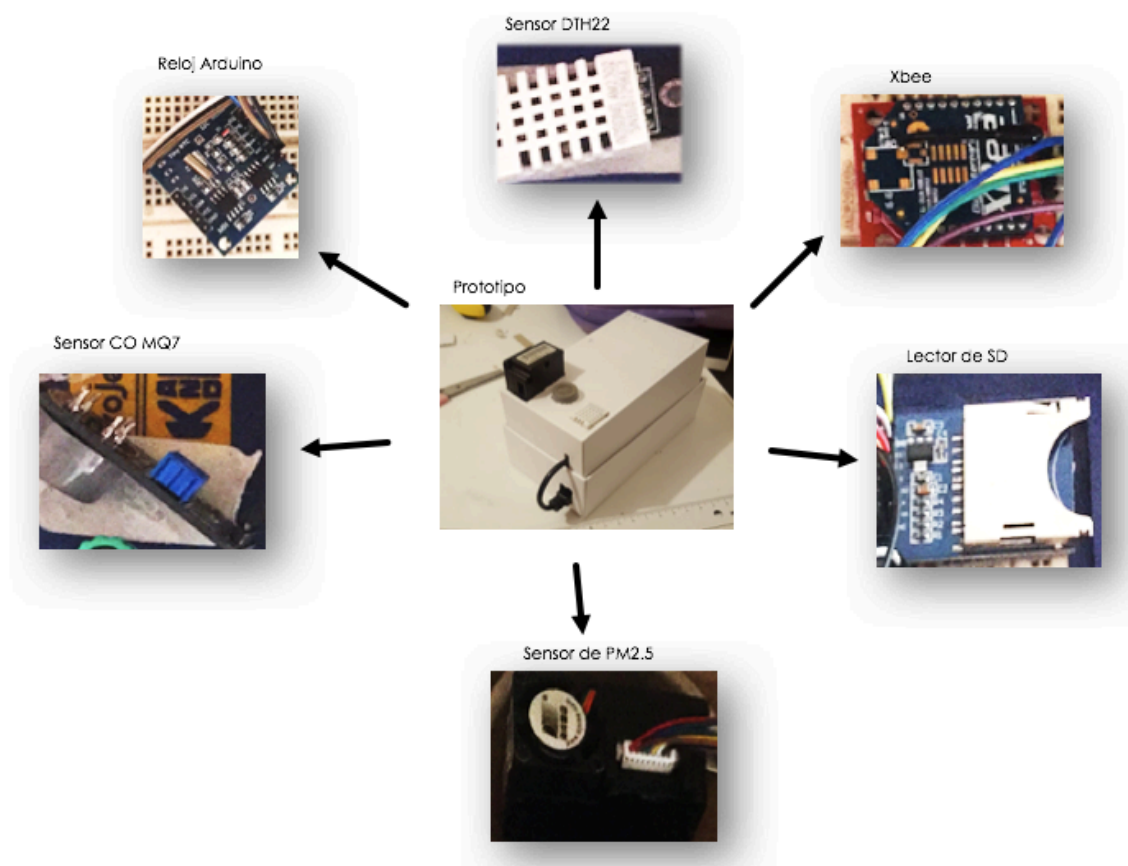 Sensor DTH22
Reloj Arduino
Xbee
Prototipo
Sensor CO MQ7
Lector de SD
Sensor de PM2.5